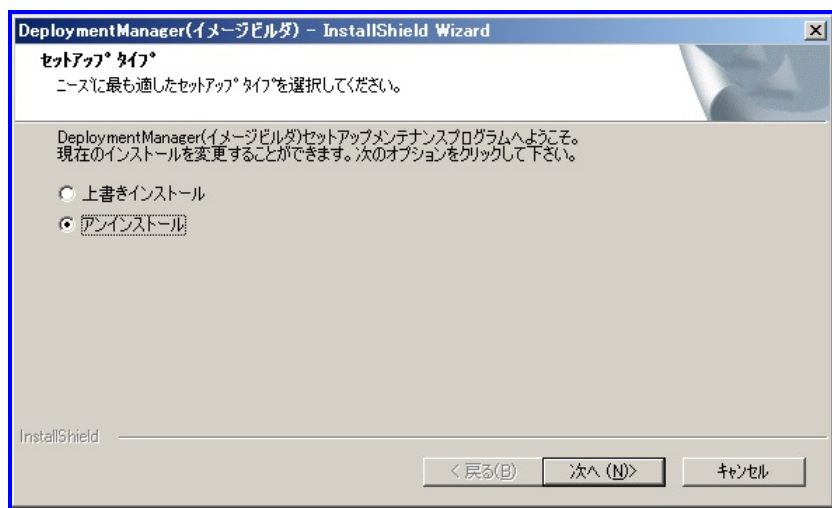 DeploymentManager(イメージビルダ) - InstallShield Wizard
セットアップ タイプ
ニーズに最も適したセットアップ タイプを選択してください。
DeploymentManager(イメージビルダ)セットアップメンテナンスプログラムへようこそ。
現在のインストールを変更することができます。次のオプションをクリックして下さい。
上書きインストール
アンインストール
InstallShield
< 戻る(B)
次へ (N)>
キャンセル